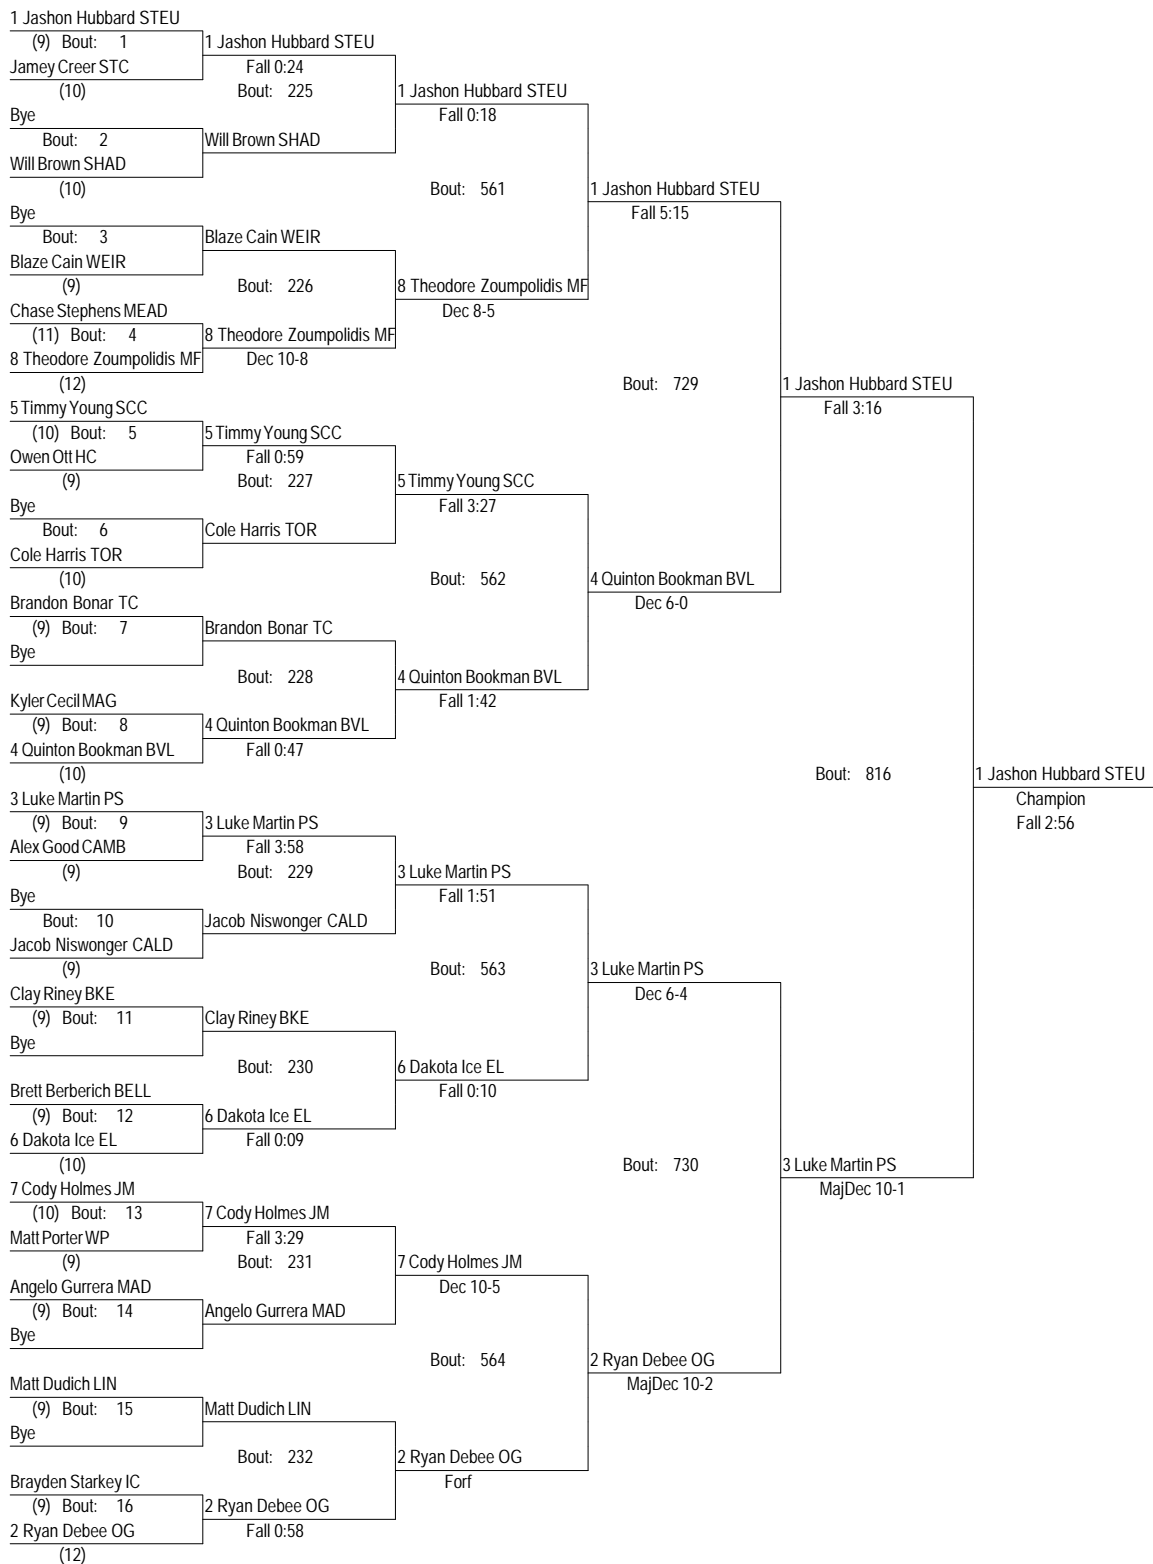 1 Jashon Hubbard STEU
(9) Bout: 1
1 Jashon Hubbard STEU
Jamey Creer STC
Fall 0:24
(10)
Bout: 225
1 Jashon Hubbard STEU
Bye
Fall 0:18
Bout: 2
Will Brown SHAD
Will Brown SHAD
(10)
Bout: 561
1 Jashon Hubbard STEU
Bye
Fall 5:15
Bout: 3
Blaze Cain WEIR
Blaze Cain WEIR
(9)
Bout: 226
8 Theodore Zoumpolidis MF
Chase Stephens MEAD
Dec 8-5
(11) Bout: 4
8 Theodore Zoumpolidis MF
8 Theodore Zoumpolidis MF
Dec 10-8
(12)
Bout: 729
1 Jashon Hubbard STEU
5 Timmy Young SCC
Fall 3:16
(10) Bout: 5
5 Timmy Young SCC
Owen Ott HC
Fall 0:59
(9)
Bout: 227
5 Timmy Young SCC
Bye
Fall 3:27
Bout: 6
Cole Harris TOR
Cole Harris TOR
(10)
Bout: 562
4 Quinton Bookman BVL
Brandon Bonar TC
Dec 6-0
(9) Bout: 7
Brandon Bonar TC
Bye
Bout: 228
4 Quinton Bookman BVL
Kyler Cecil MAG
Fall 1:42
(9) Bout: 8
4 Quinton Bookman BVL
4 Quinton Bookman BVL
Fall 0:47
(10)
Bout: 816
1 Jashon Hubbard STEU
3 Luke Martin PS
Champion
(9) Bout: 9
3 Luke Martin PS
Fall 2:56
Alex Good CAMB
Fall 3:58
(9)
Bout: 229
3 Luke Martin PS
Bye
Fall 1:51
Bout: 10
Jacob Niswonger CALD
Jacob Niswonger CALD
(9)
Bout: 563
3 Luke Martin PS
Clay Riney BKE
Dec 6-4
(9) Bout: 11
Clay Riney BKE
Bye
Bout: 230
6 Dakota Ice EL
Brett Berberich BELL
Fall 0:10
(9) Bout: 12
6 Dakota Ice EL
6 Dakota Ice EL
Fall 0:09
(10)
Bout: 730
3 Luke Martin PS
7 Cody Holmes JM
MajDec 10-1
(10) Bout: 13
7 Cody Holmes JM
Matt Porter WP
Fall 3:29
(9)
Bout: 231
7 Cody Holmes JM
Angelo Gurrera MAD
Dec 10-5
(9) Bout: 14
Angelo Gurrera MAD
Bye
Bout: 564
2 Ryan Debee OG
Matt Dudich LIN
MajDec 10-2
(9) Bout: 15
Matt Dudich LIN
Bye
Bout: 232
2 Ryan Debee OG
Brayden Starkey IC
Forf
(9) Bout: 16
2 Ryan Debee OG
2 Ryan Debee OG
Fall 0:58
(12)